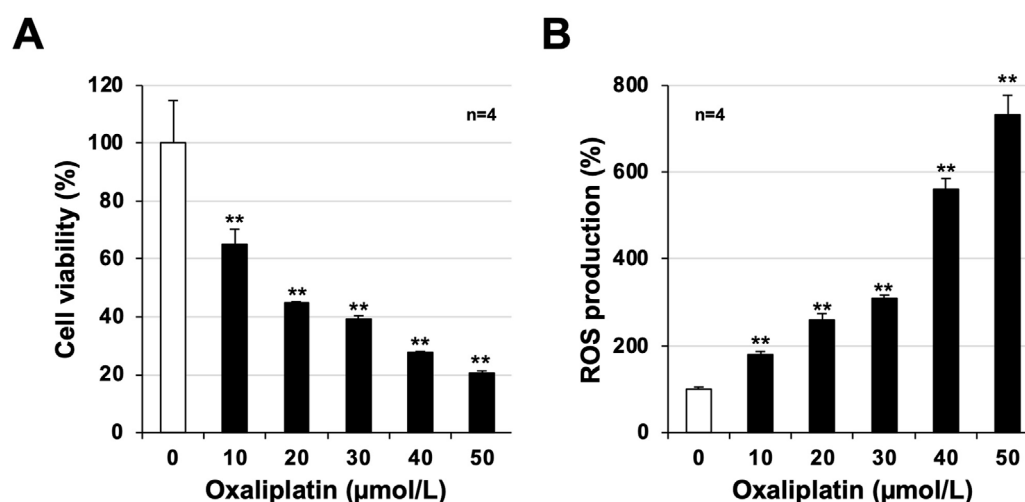 A
Cell viability (%)
120
100
80
60
40
20
0
n=4
**
**
**
**
**
0 10 20 30 40 50
Oxaliplatin (µmol/L)
B
ROS production (%)
800
600
400
200
0
n=4
**
**
**
**
**
0 10 20 30 40 50
Oxaliplatin (µmol/L)